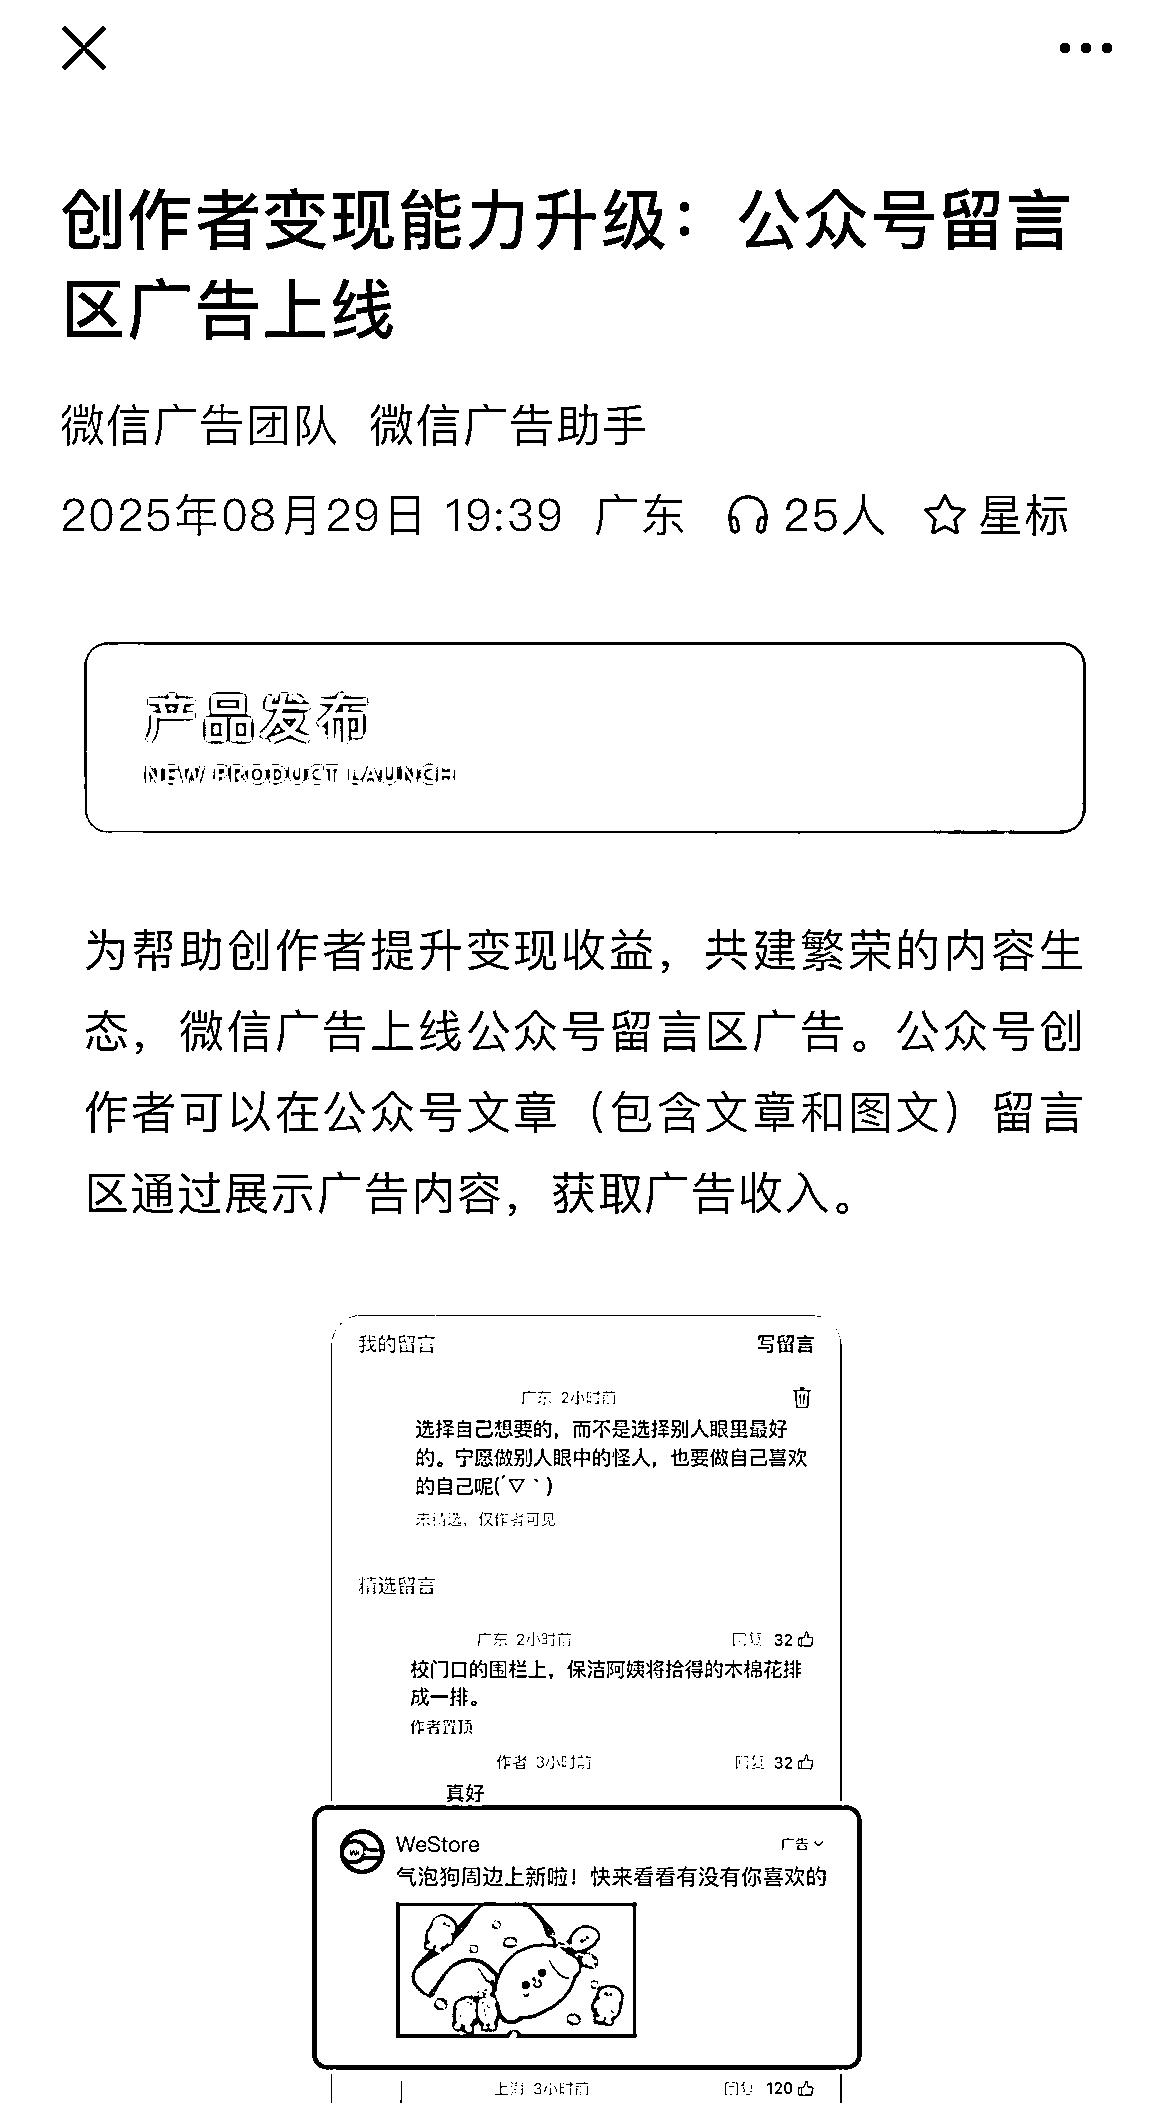 创作者变现能力升级：公众号留言
区广告上线
微信广告团队 微信广告助手
2025年08月29日 19:39 广东 25人 星标
产品发布
NEW PRODUCT LAUNCH
为帮助创作者提升变现收益，共建繁荣的内容生
态，微信广告上线公众号留言区广告。公众号创
作者可以在公众号文章（包含文章和图文）留言
区通过展示广告内容，获取广告收入。
我的留言 写留言
广东 2小时前
选择自己想要的，而不是选择别人眼里最好
的。宁愿做别人眼中的怪人，也要做自己喜欢
的自己呢(´▽｀)
未精选，仅作者可见
精选留言
广东 2小时前 回复 32
校门口的围栏上，保洁阿姨将拾得的木棉花排
成一排。
作者置顶
作者 3小时前 回复 32
真好
WeStore 广告
气泡狗周边上新啦！快来看看有没有你喜欢的
上海 3小时前 回复 120